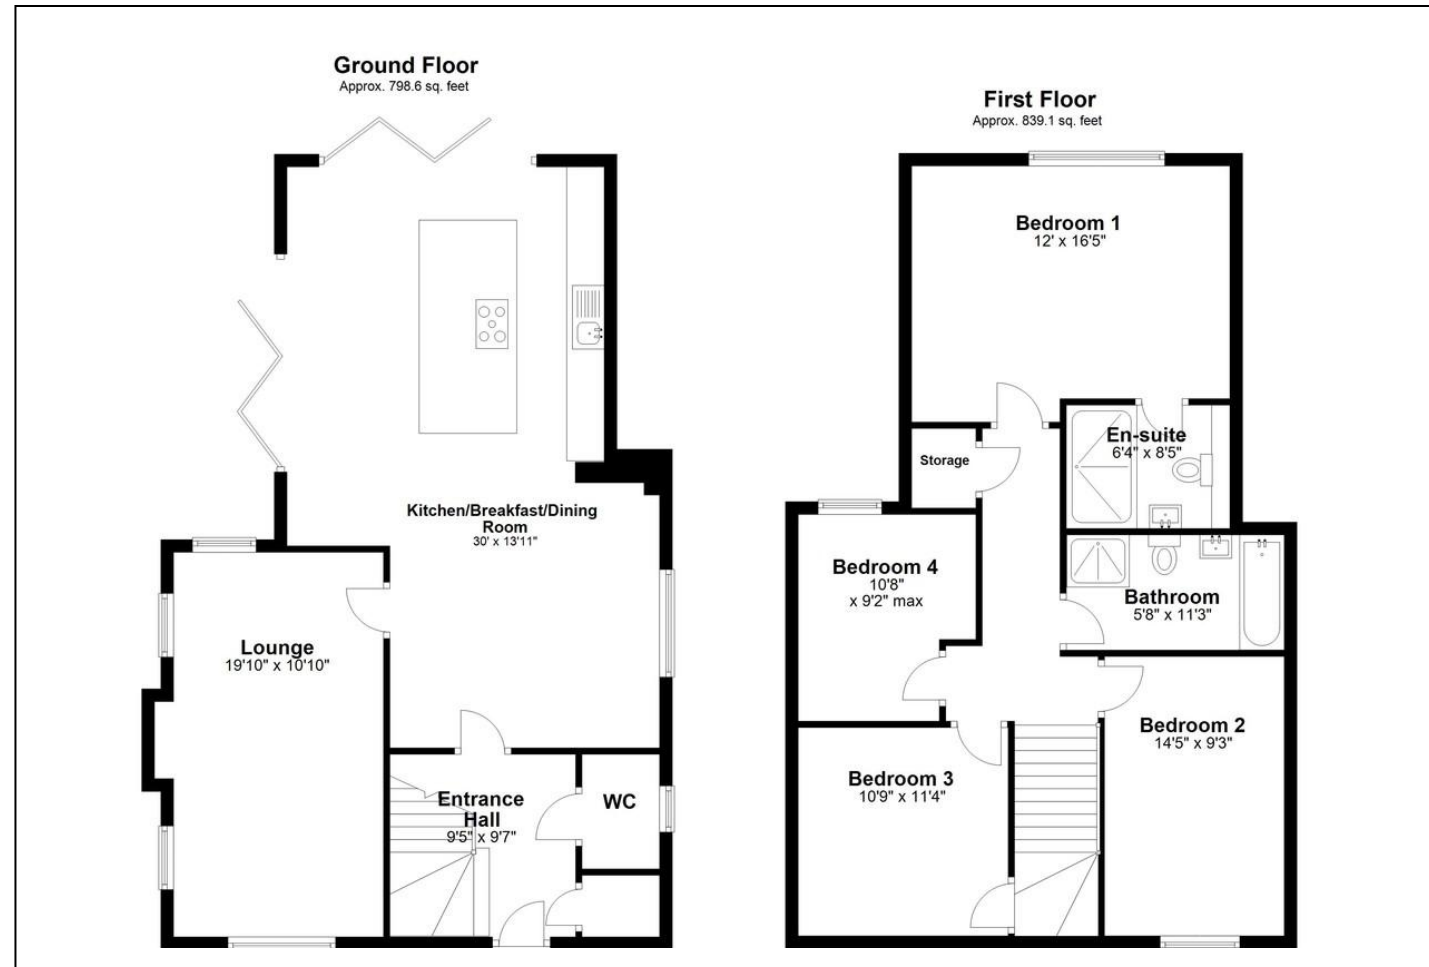 Ground Floor
Approx. 798.6 sq. feet
Kitchen/Breakfast/Dining
Room
30' x 13'11"
Lounge
19'10" x 10'10"
Entrance
Hall
9'5" x 9'7"
WC
First Floor
Approx. 839.1 sq. feet
Bedroom 1
12' x 16'5"
En-suite
6'4" x 8'5"
Storage
Bedroom 4
10'8"
x 9'2" max
Bathroom
5'8" x 11'3"
Bedroom 2
14'5" x 9'3"
Bedroom 3
10'9" x 11'4"